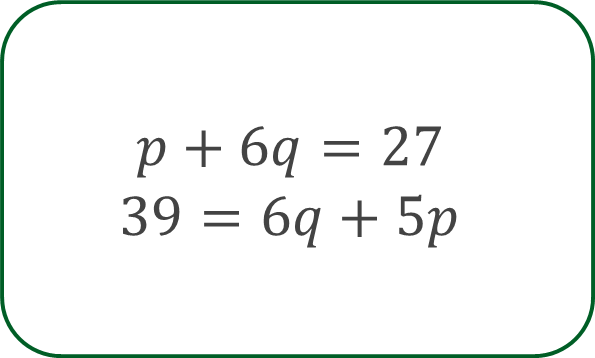 p + 6q = 27
39 = 6q + 5p